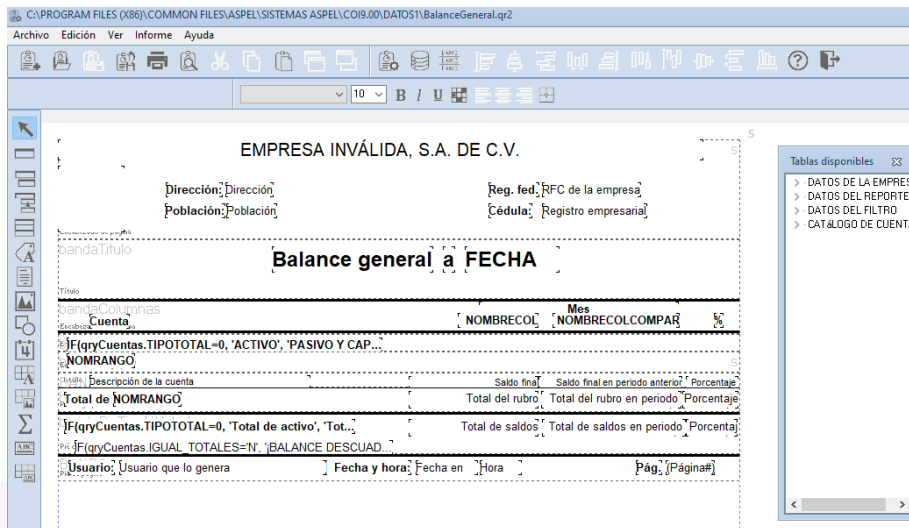 C:\PROGRAM FILES (X86)\COMMON FILES\ASPEL\SISTEMAS ASPEL\COI9.00\DATOS1\BalanceGeneral.qr2
Archivo Edición Ver Informe Ayuda
10 B I U
EMPRESA INVÁLIDA, S.A. DE C.V.
S
S
Dirección: Dirección
Reg. fed. RFC de la empresa
Población: Población
Cédula: Registro empresarial
bandaTitulo
Balance general a FECHA
Título
bandaColumnas
Mes
Cuenta NOMBRECOL NOMBRECOLCOMPAR %
IF(qryCuentas.TIPOTOTAL=0, 'ACTIVO', 'PASIVO Y CAP...
NOMRANGO
S
Detalle Descripción de la cuenta Saldo final Saldo final en periodo anterior Porcentaje
Total de NOMRANGO Total del rubro Total del rubro en periodo Porcentaje
IF(qryCuentas.TIPOTOTAL=0, 'Total de activo', 'Tot... Total de saldos Total de saldos en periodo Porcentaj
IF(qryCuentas.IGUAL_TOTALES='N', '¡BALANCE DESCUAD...
Usuario: Usuario que lo genera Fecha y hora: Fecha en Hora Pág. (Página#)
Tablas disponibles
DATOS DE LA EMPRES
DATOS DEL REPORTE
DATOS DEL FILTRO
CATÁLOGO DE CUENT